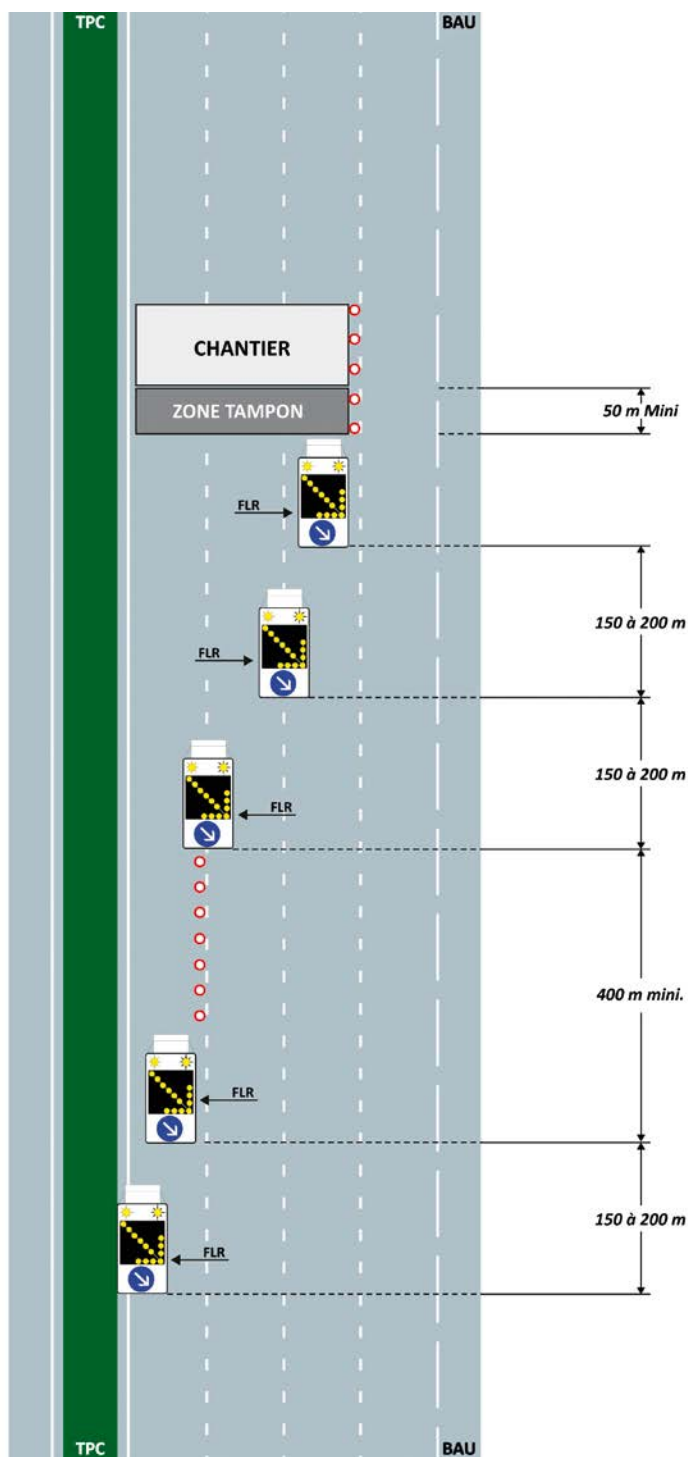 TPC
BAU
CHANTIER
ZONE TAMPON
50 m Mini
FLR
150 à 200 m
FLR
150 à 200 m
FLR
400 m mini.
FLR
150 à 200 m
FLR
TPC
BAU